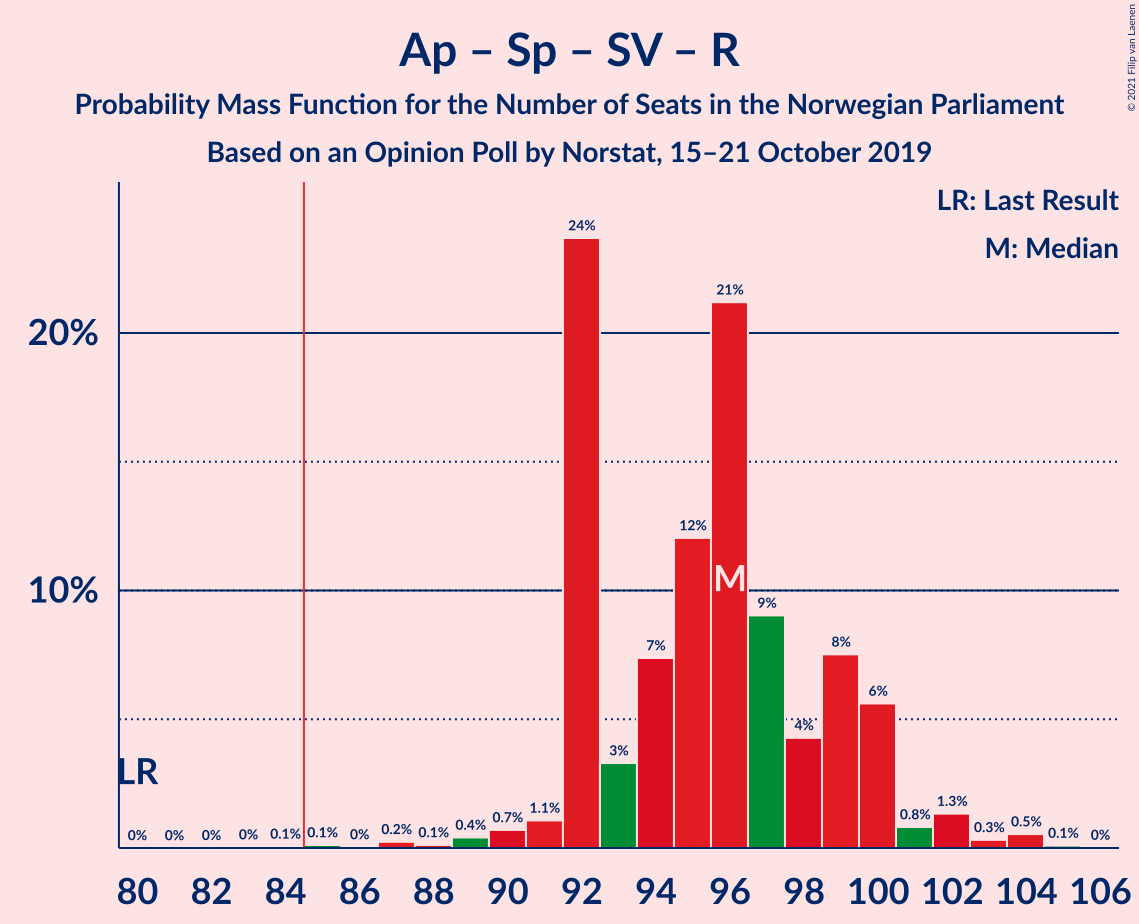 Ap – Sp – SV – R
Probability Mass Function for the Number of Seats in the Norwegian Parliament
Based on an Opinion Poll by Norstat, 15–21 October 2019
© 2021 Filip van Laenen
LR: Last Result
M: Median
20%
10%
LR
M
0% 0% 0% 0% 0.1% 0.1% 0% 0.2% 0.1% 0.4% 0.7% 1.1% 24% 3% 7% 12% 21% 9% 4% 8% 6% 0.8% 1.3% 0.3% 0.5% 0.1% 0%
80 82 84 86 88 90 92 94 96 98 100 102 104 106